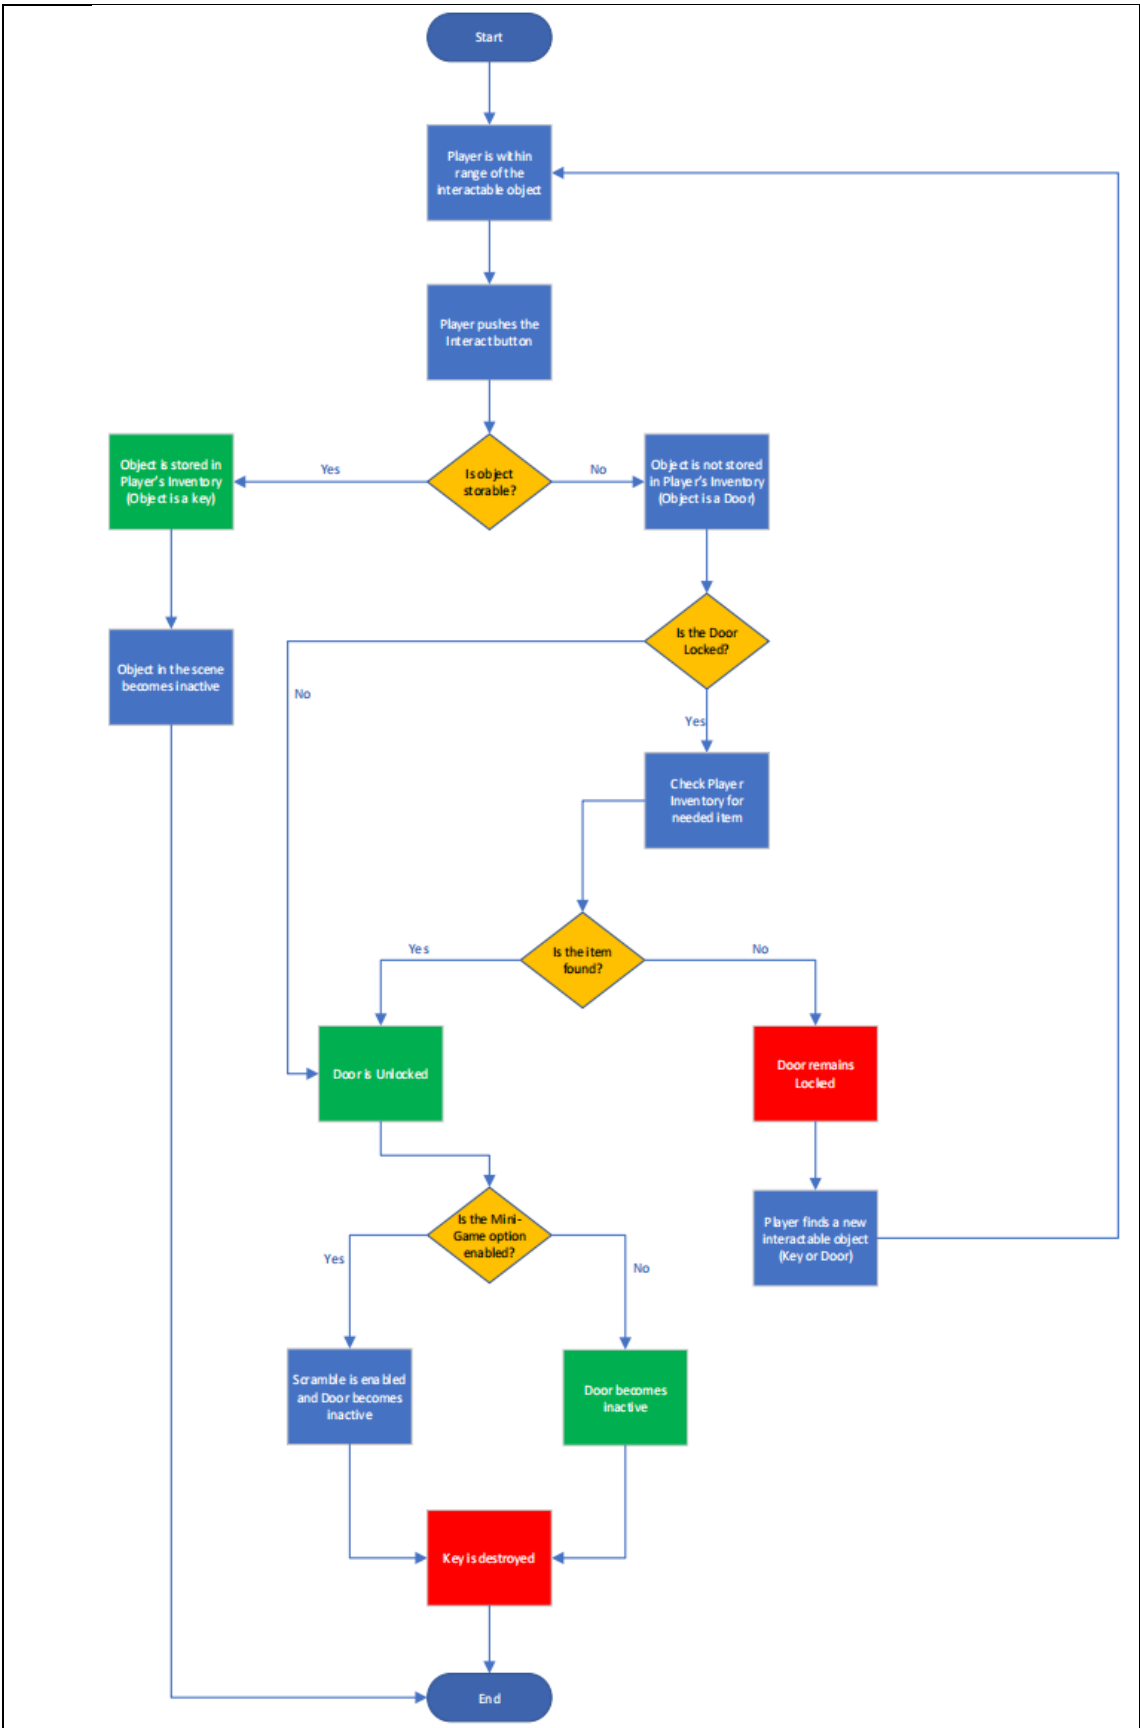 Start
Player is within
range of the
interactable object
Player pushes the
Interact button
Is object
storable?
Yes
No
Object is stored in
Player's Inventory
(Object is a key)
Object is not stored
in Player's Inventory
(Object is a Door)
Is the Door
Locked?
Object in the scene
becomes inactive
No
Yes
Check Player
Inventory for
needed item
Is the item
found?
Yes
No
Door is Unlocked
Door remains
Locked
Is the Mini-
Game option
enabled?
Player finds a new
interactable object
(Key or Door)
Yes
No
Scramble is enabled
and Door becomes
inactive
Door becomes
inactive
Key is destroyed
End